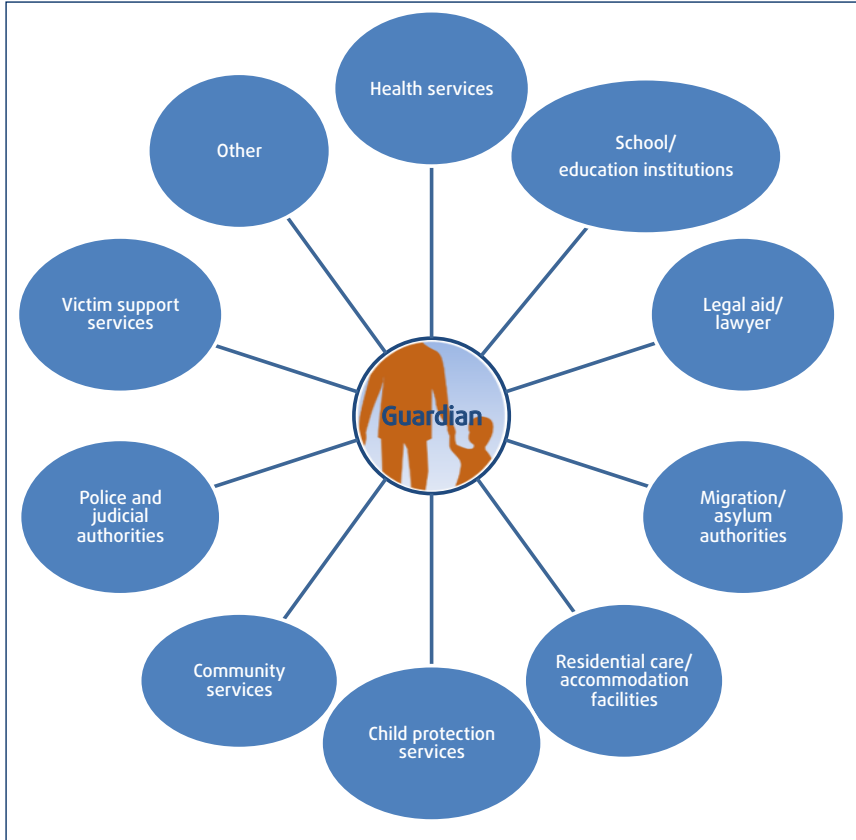 Health services
School/
education institutions
Other
Legal aid/
lawyer
Victim support
services
Guardian
Migration/
asylum
authorities
Police and
judicial
authorities
Residential care/
accommodation
facilities
Community
services
Child protection
services